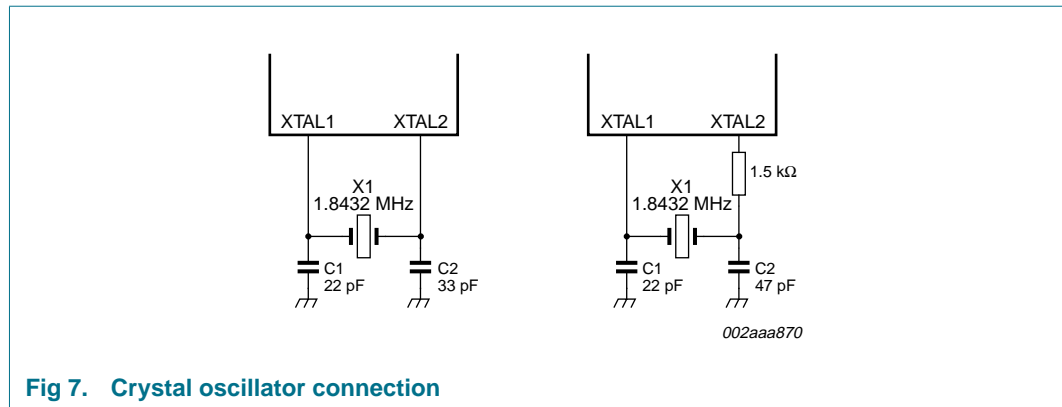 XTAL1 XTAL2
X1
1.8432 MHz
C1
22 pF
C2
33 pF
XTAL1 XTAL2
1.5 kΩ
X1
1.8432 MHz
C1
22 pF
C2
47 pF
002aaa870
Fig 7. Crystal oscillator connection